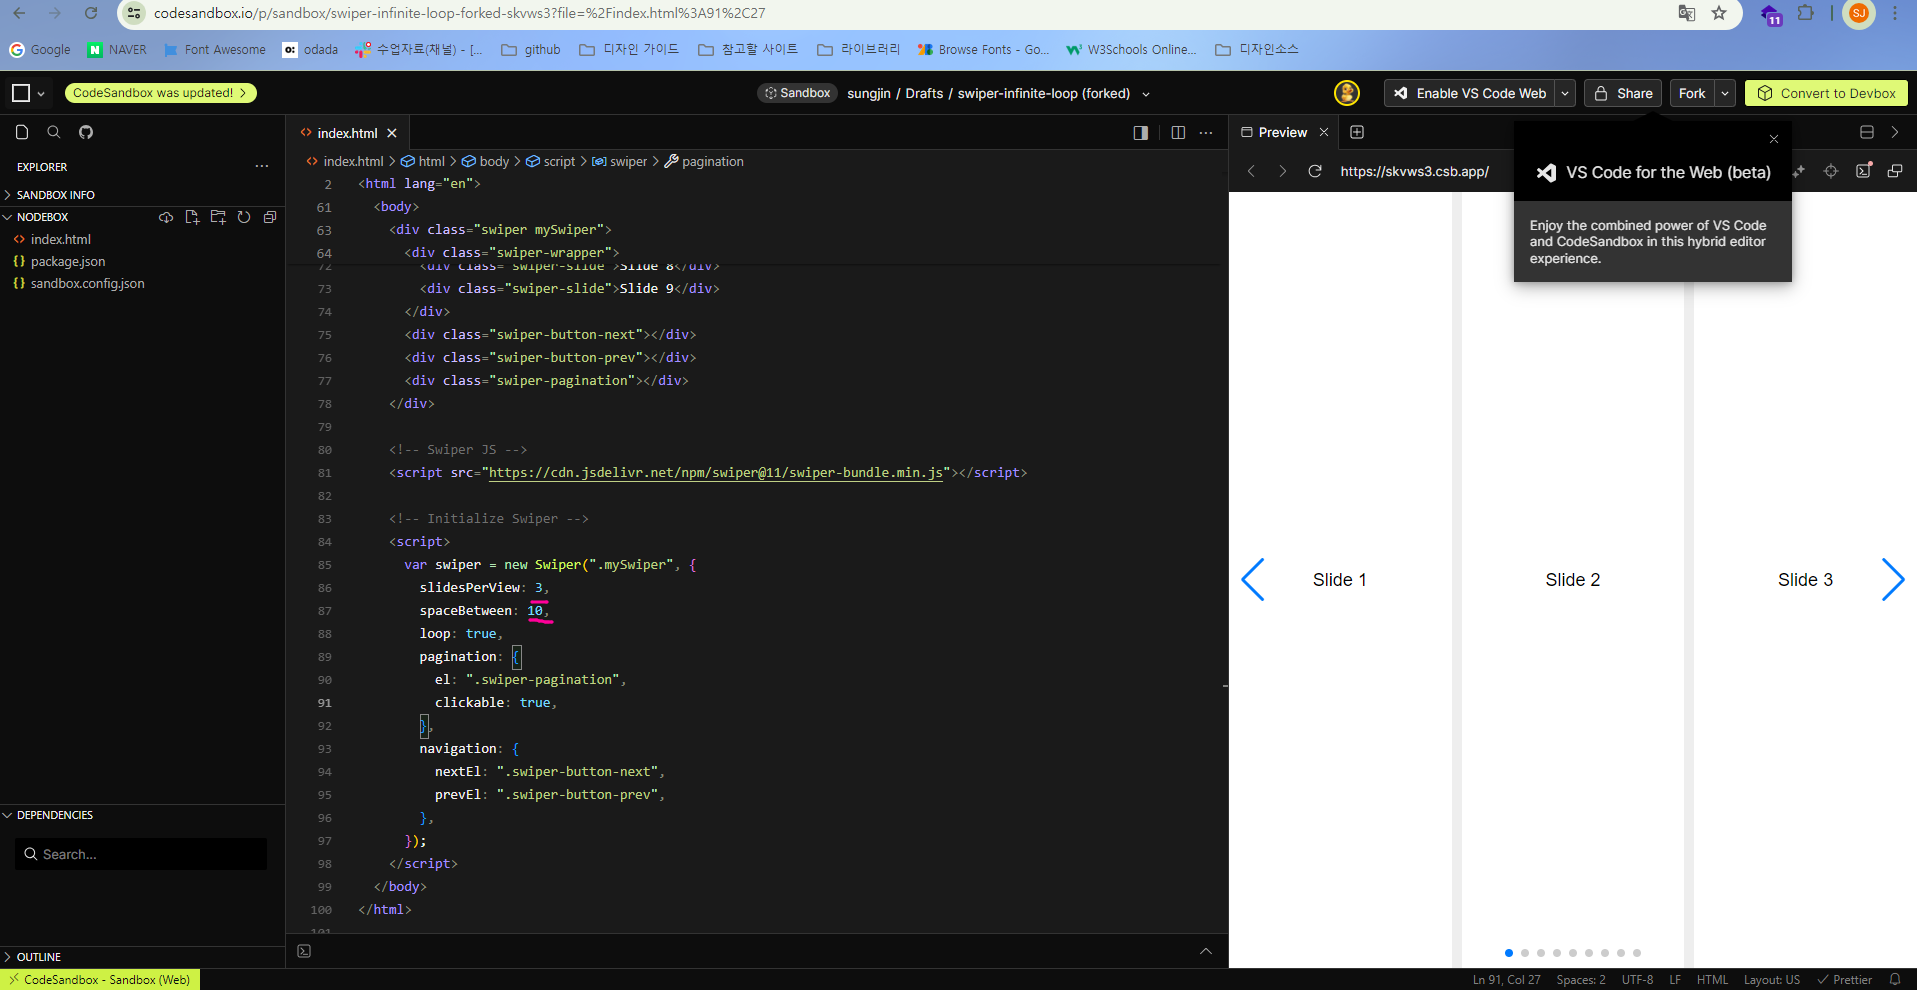 codesandbox.io/p/sandbox/swiper-infinite-loop-forked-skvws3?file=%2Findex.html%3A91%2C27
11
SJ
Google
NAVER
Font Awesome
odada
수업자료(채널) - [...
github
디자인 가이드
참고할 사이트
라이브러리
Browse Fonts - Go...
W3Schools Online...
디자인소스
CodeSandbox was updated!
Sandbox
sungjin / Drafts / swiper-infinite-loop (forked)
Enable VS Code Web
Share
Fork
Convert to Devbox
EXPLORER
SANDBOX INFO
NODEBOX
<> index.html
{} package.json
{} sandbox.config.json
DEPENDENCIES
Search...
OUTLINE
<> index.html
<> index.html > html > body > script > swiper > pagination
2 <html lang="en">
61 <body>
63 <div class="swiper mySwiper">
64 <div class="swiper-wrapper">
72 <div class="swiper-slide">Slide 8</div>
73 <div class="swiper-slide">Slide 9</div>
74 </div>
75 <div class="swiper-button-next"></div>
76 <div class="swiper-button-prev"></div>
77 <div class="swiper-pagination"></div>
78 </div>
79
80 <!-- Swiper JS -->
81 <script src="https://cdn.jsdelivr.net/npm/swiper@11/swiper-bundle.min.js"></script>
82
83 <!-- Initialize Swiper -->
84 <script>
85 var swiper = new Swiper(".mySwiper", {
86 slidesPerView: 3,
87 spaceBetween: 10,
88 loop: true,
89 pagination: {
90 el: ".swiper-pagination",
91 clickable: true,
92 },
93 navigation: {
94 nextEl: ".swiper-button-next",
95 prevEl: ".swiper-button-prev",
96 },
97 });
98 </script>
99 </body>
100 </html>
101
Preview
https://skvws3.csb.app/
VS Code for the Web (beta)
Enjoy the combined power of VS Code
and CodeSandbox in this hybrid editor
experience.
Slide 1
Slide 2
Slide 3
CodeSandbox - Sandbox (Web)
Ln 91, Col 27
Spaces: 2
UTF-8
LF
HTML
Layout: US
Prettier